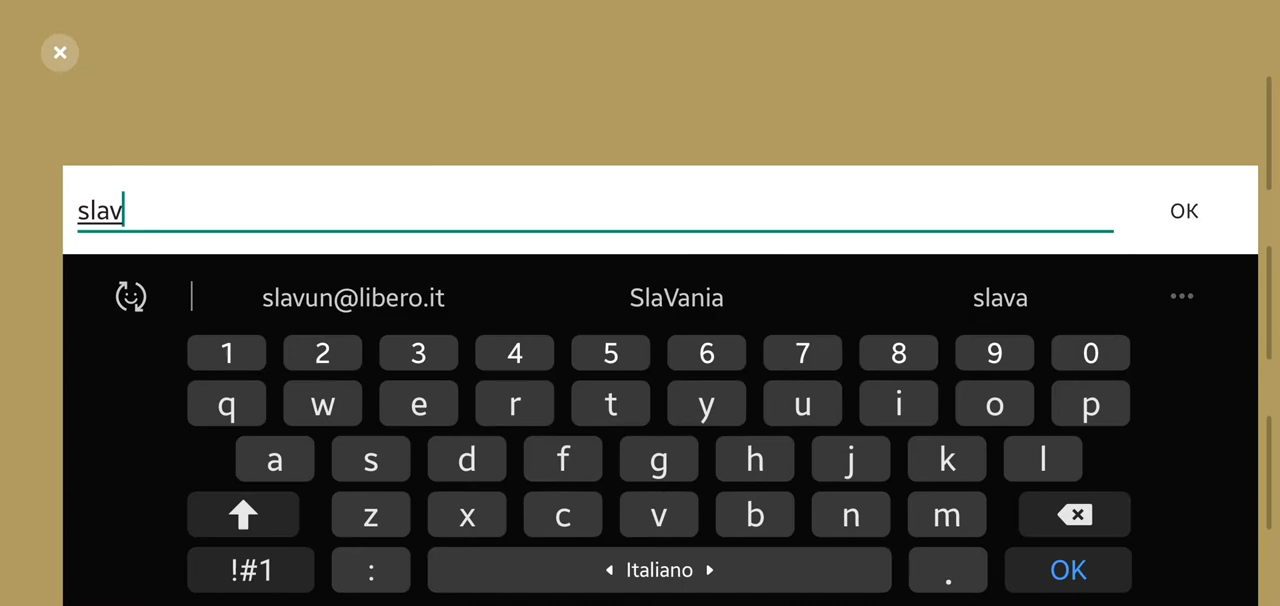 slav
OK
slavun@libero.it SlaVania slava
1 2 3 4 5 6 7 8 9 0
q w e r t y u i o p
a s d f g h j k l
z x c v b n m
!#1 : Italiano . OK